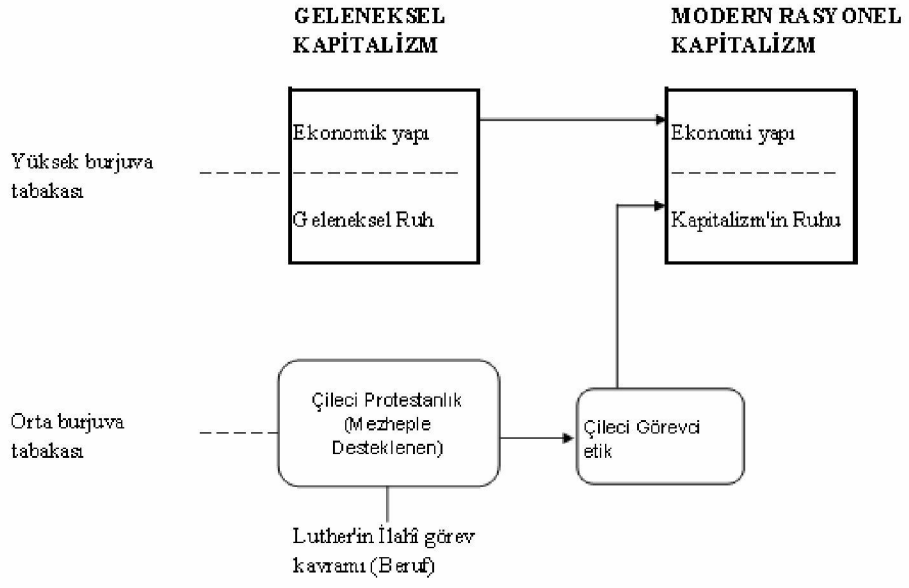 GELENEKSEL
KAPİTALİZM
MODERN RASYONEL
KAPİTALİZM
Yüksek burjuva
tabakası
Ekonomik yapı
Geleneksel Ruh
Ekonomi yapı
Kapitalizm'in Ruhu
Orta burjuva
tabakası
Çileci Protestanlık
(Mezheple
Desteklenen)
Çileci Görevci
etik
Luther'in İlahî görev
kavramı (Beruf)